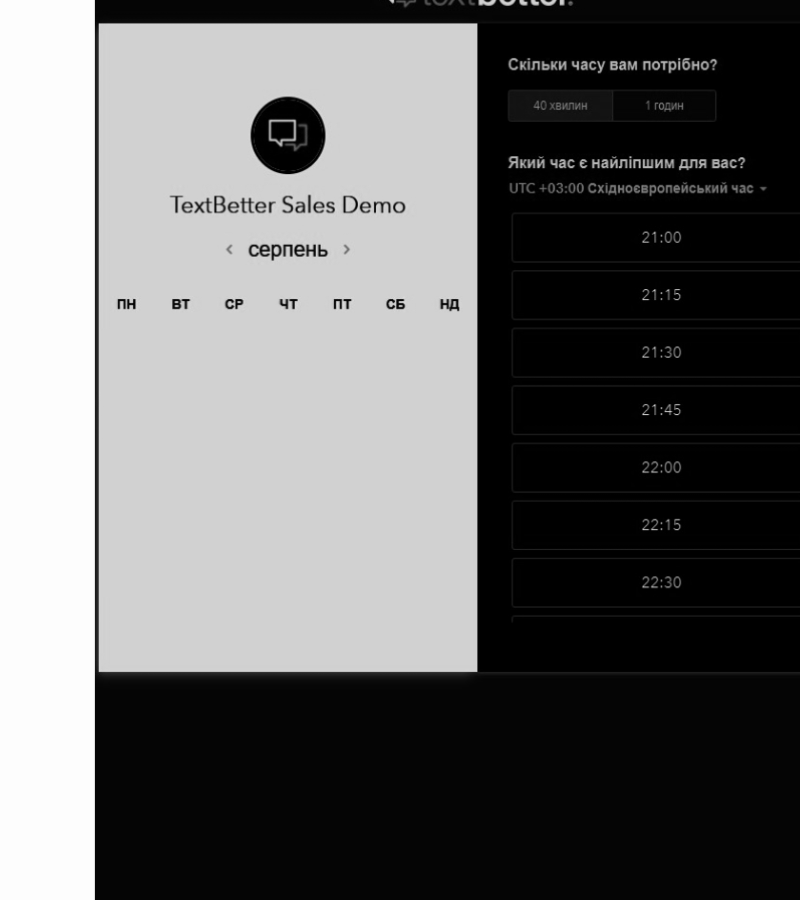 textbetter.
TextBetter Sales Demo
серпень
ПН ВТ СР ЧТ ПТ СБ НД
Скільки часу вам потрібно?
40 хвилин 1 годин
Який час є найліпшим для вас?
UTC +03:00 Східноєвропейський час
21:00
21:15
21:30
21:45
22:00
22:15
22:30